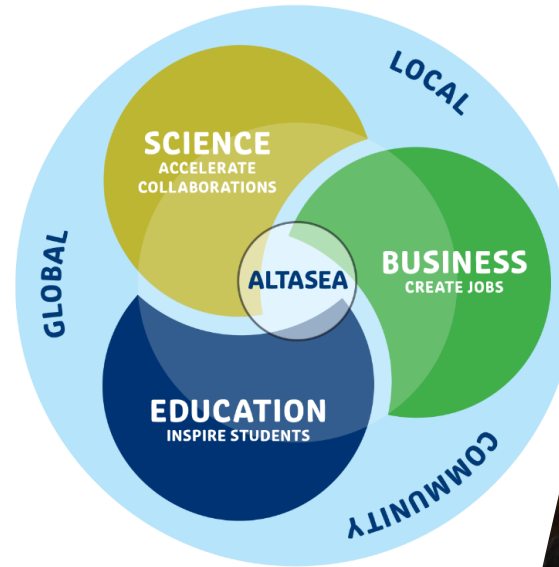 LOCAL
SCIENCE
ACCELERATE
COLLABORATIONS
GLOBAL
BUSINESS
CREATE JOBS
ALTASEA
EDUCATION
INSPIRE STUDENTS
COMMUNITY